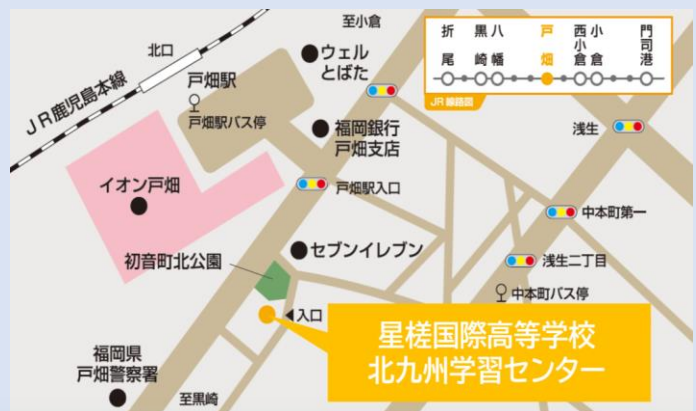 至小倉
北口
ウェル
とばた
戸畑駅
JR鹿児島本線
戸畑駅バス停
福岡銀行
戸畑支店
折尾
黒崎
八幡
戸畑
西小倉
小倉
門司港
JR線路図
浅生
イオン戸畑
戸畑駅入口
中本町第一
初音町北公園
セブンイレブン
浅生二丁目
中本町バス停
入口
星槎国際高等学校
北九州学習センター
福岡県
戸畑警察署
至黒崎